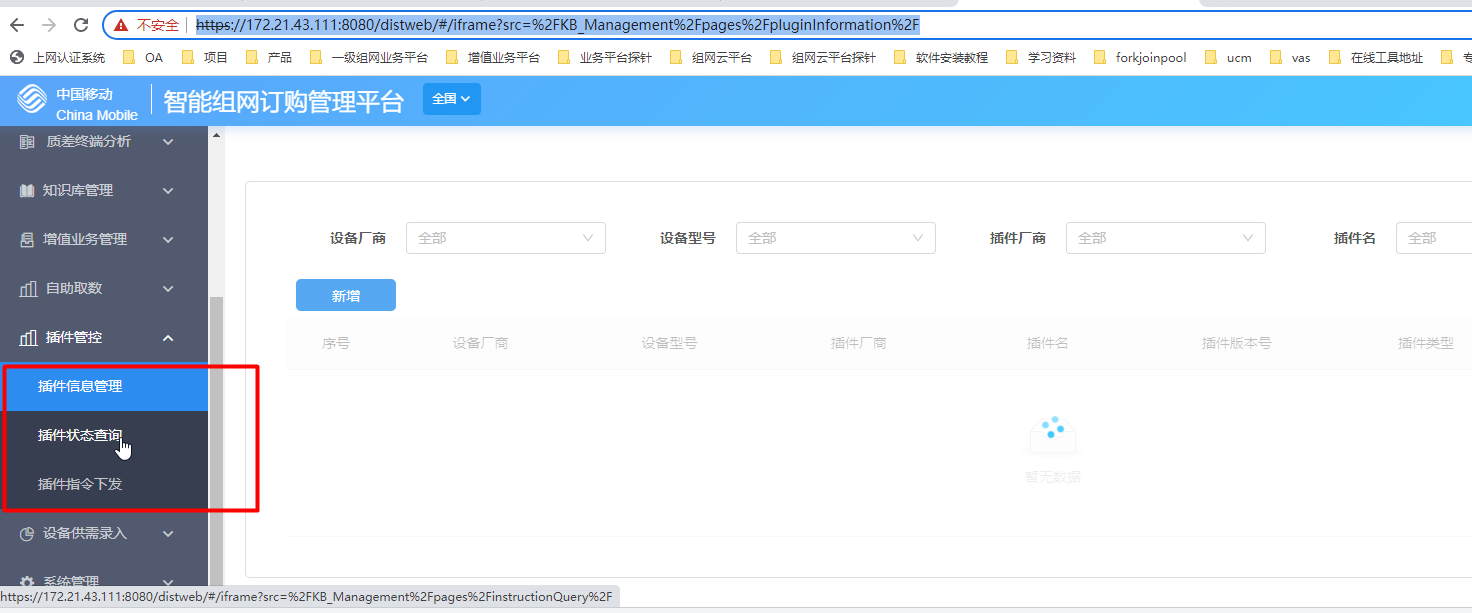 不安全 https://172.21.43.111:8080/distweb/#/iframe?src=%2FKB_Management%2Fpages%2FpluginInformation%2F
上网认证系统 OA 项目 产品 一级组网业务平台 增值业务平台 业务平台探针 组网云平台 组网云平台探针 软件安装教程 学习资料 forkjoinpool ucm vas 在线工具地址
中国移动
China Mobile
智能组网订购管理平台
全国
质差终端分析
知识库管理
增值业务管理
自助取数
插件管控
插件信息管理
插件状态查询
插件指令下发
设备供需录入
系统管理
设备厂商 全部 设备型号 全部 插件厂商 全部 插件名 全部
新增
序号 设备厂商 设备型号 插件厂商 插件名 插件版本号 插件类型
暂无数据
https://172.21.43.111:8080/distweb/#/iframe?src=%2FKB_Management%2Fpages%2FinstructionQuery%2F